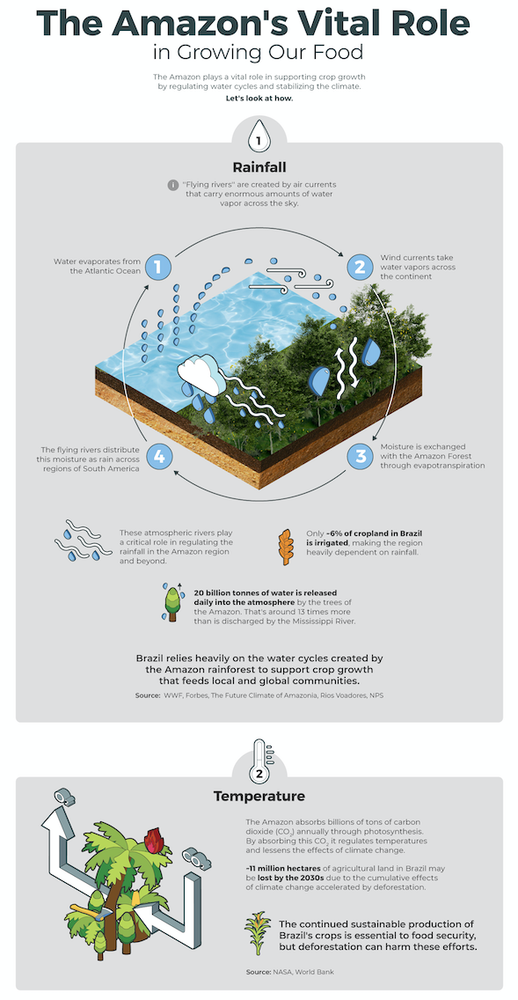 The Amazon's Vital Role
in Growing Our Food
The Amazon plays a vital role in supporting crop growth
by regulating water cycles and stabilizing the climate.
Let's look at how.
1
Rainfall
i "Flying rivers" are created by air currents
that carry enormous amounts of water
vapor across the sky.
Water evaporates from
the Atlantic Ocean
1
2
Wind currents take
water vapors across
the continent
The flying rivers distribute
this moisture as rain across
regions of South America
4
3
Moisture is exchanged
with the Amazon Forest
through evapotranspiration
These atmospheric rivers play
a critical role in regulating the
rainfall in the Amazon region
and beyond.
Only ~6% of cropland in Brazil
is irrigated, making the region
heavily dependent on rainfall.
20 billion tonnes of water is released
daily into the atmosphere by the trees of
the Amazon. That's around 13 times more
than is discharged by the Mississippi River.
Brazil relies heavily on the water cycles created by
the Amazon rainforest to support crop growth
that feeds local and global communities.
Source: WWF, Forbes, The Future Climate of Amazonia, Rios Voadores, NPS
2
Temperature
The Amazon absorbs billions of tons of carbon
dioxide (CO₂) annually through photosynthesis.
By absorbing this CO₂ it regulates temperatures
and lessens the effects of climate change.
~11 million hectares of agricultural land in Brazil may
be lost by the 2030s due to the cumulative effects
of climate change accelerated by deforestation.
The continued sustainable production of
Brazil's crops is essential to food security,
but deforestation can harm these efforts.
Source: NASA, World Bank